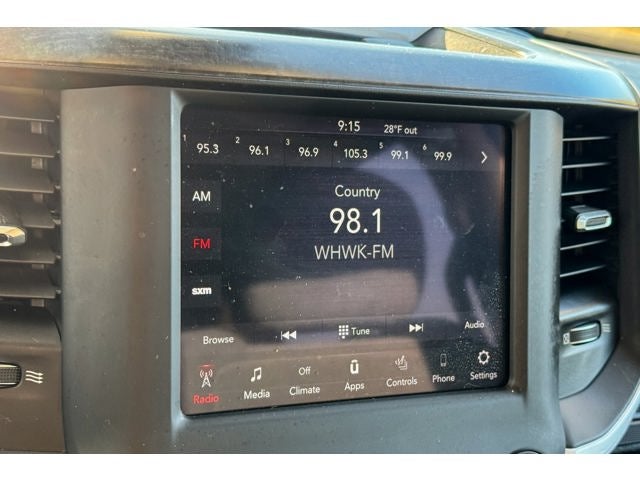 9:15 28°F out
1 95.3 2 96.1 3 96.9 4 105.3 5 99.1 6 99.9
Country
AM
98.1
FM
WHWK-FM
sxm
Browse Tune Audio
Radio Media Off Climate Apps Controls Phone Settings